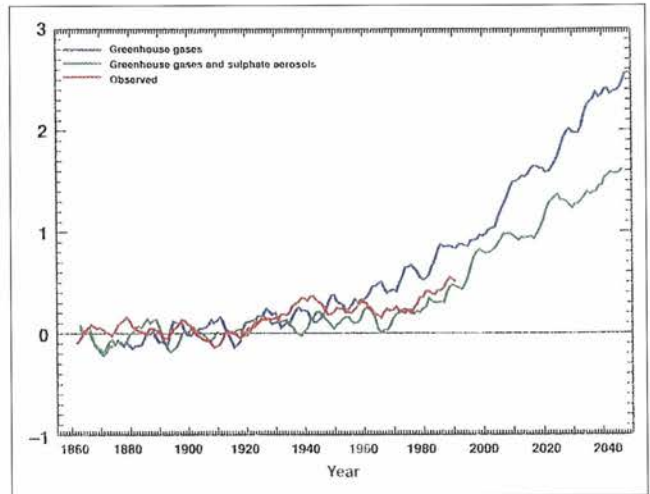 3
Greenhouse gases
Greenhouse gases and sulphate aerosols
Observed
2
1
0
−1
1860 1880 1900 1920 1940 1960 1980 2000 2020 2040
Year